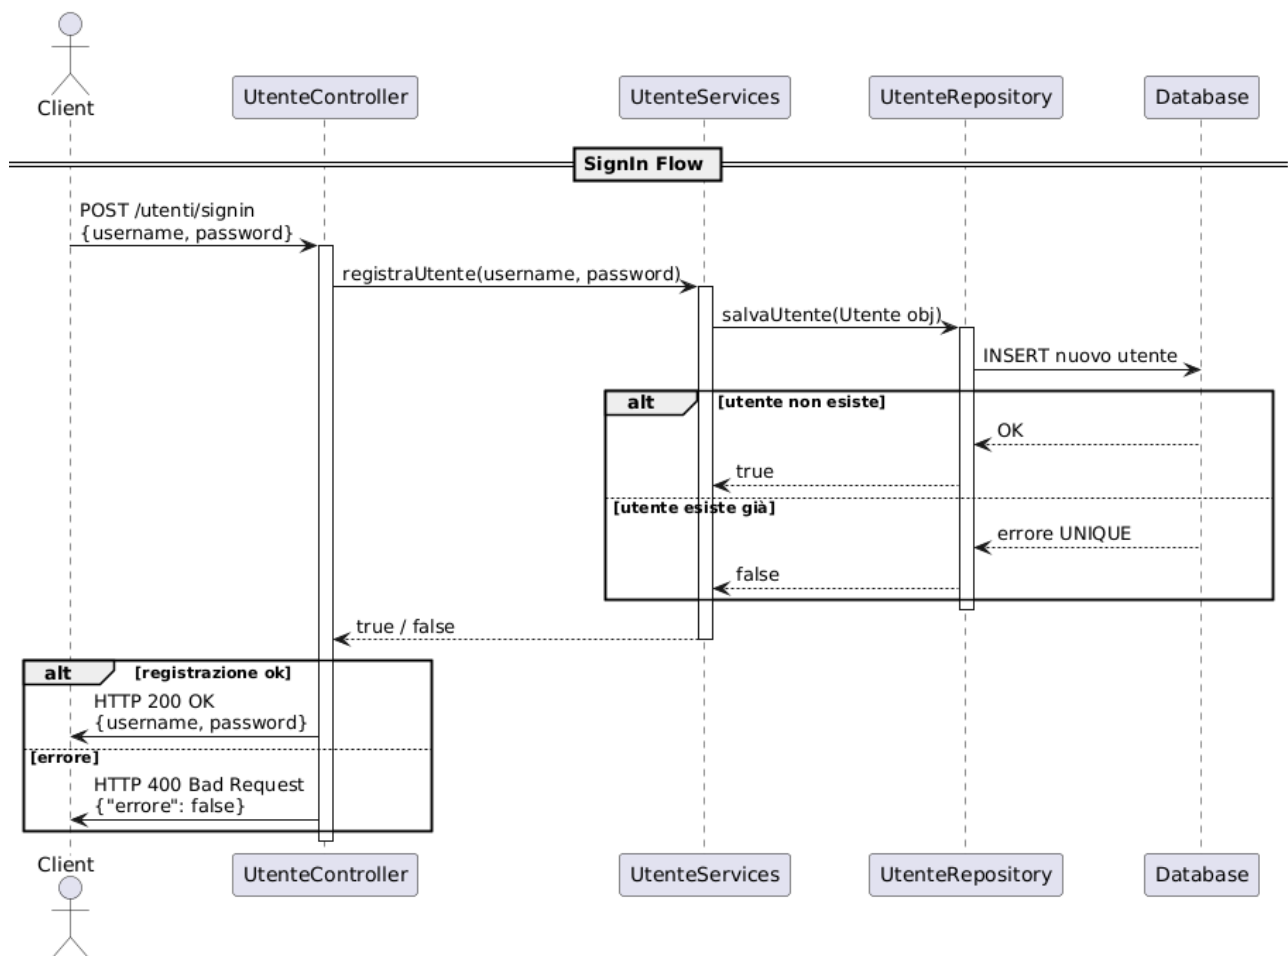 Client
UtenteController
UtenteServices
UtenteRepository
Database
SignIn Flow
POST /utenti/signin
{username, password}
registraUtente(username, password)
salvaUtente(Utente obj)
INSERT nuovo utente
alt
[utente non esiste]
OK
true
[utente esiste già]
errore UNIQUE
false
true / false
alt
[registrazione ok]
HTTP 200 OK
{username, password}
[errore]
HTTP 400 Bad Request
{"errore": false}
Client
UtenteController
UtenteServices
UtenteRepository
Database